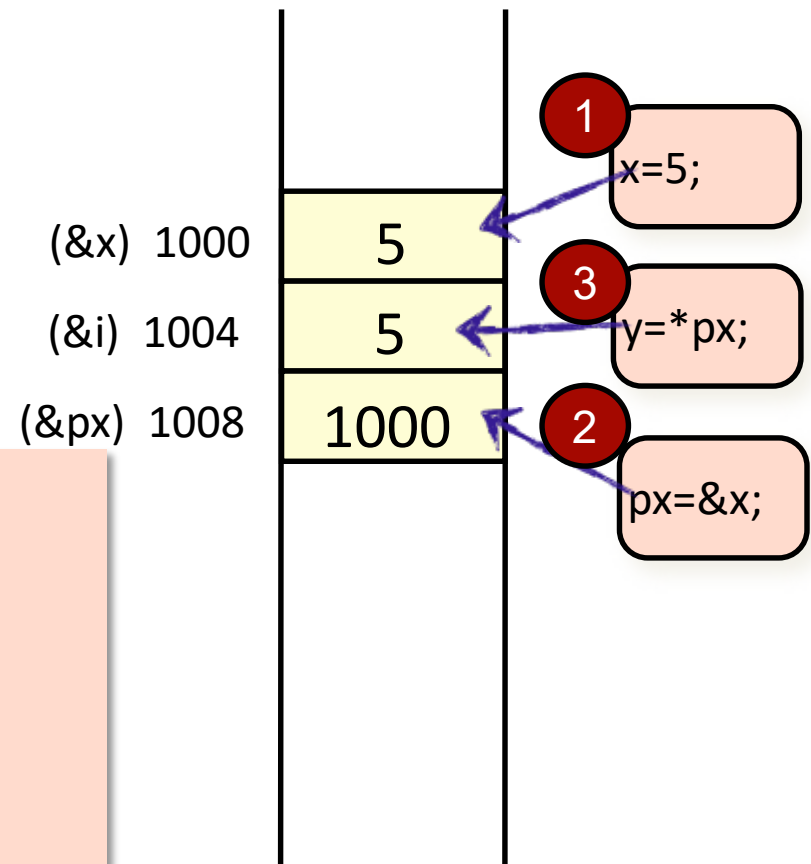 1
x=5;
(&x) 1000 5
3
y=*px;
(&i) 1004 5
(&px) 1008 1000
2
px=&x;